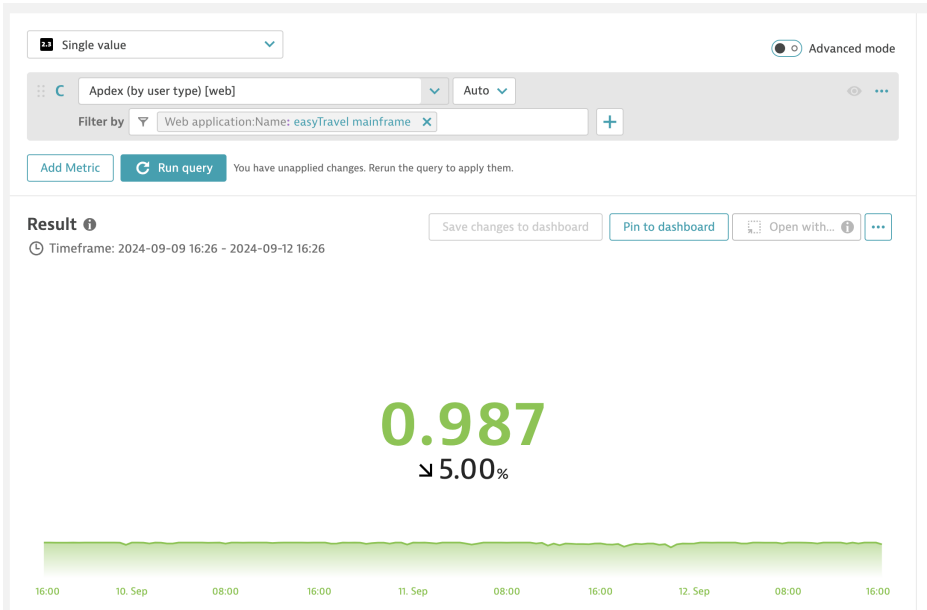 2.3 Single value
Advanced mode
C Apdex (by user type) [web] Auto
Filter by Web application:Name: easyTravel mainframe
Add Metric Run query You have unapplied changes. Rerun the query to apply them.
Result
Save changes to dashboard Pin to dashboard Open with...
Timeframe: 2024-09-09 16:26 - 2024-09-12 16:26
0.987
5.00%
16:00 10. Sep 08:00 16:00 11. Sep 08:00 16:00 12. Sep 08:00 16:00